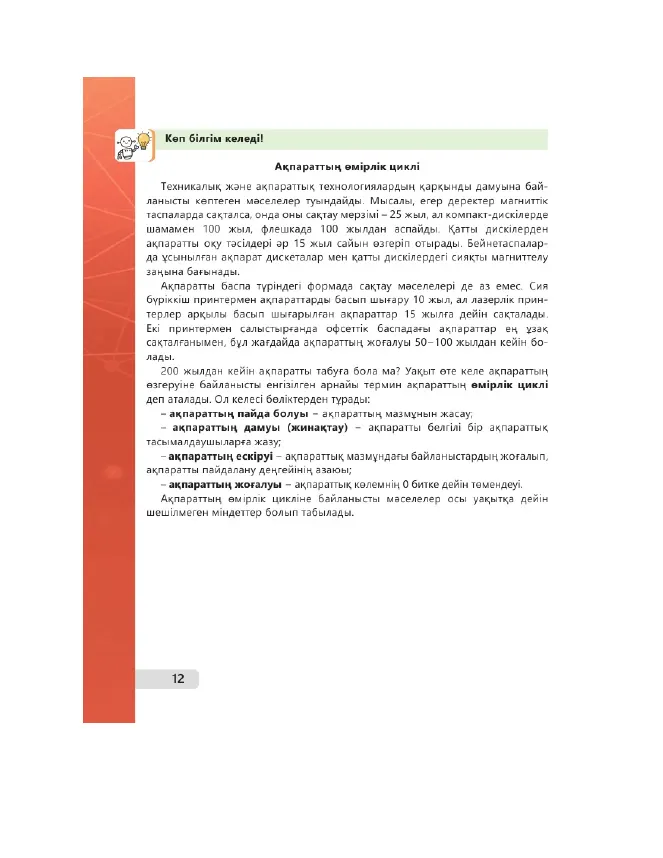 Көп білгім келеді!
Ақпараттың өмірлік циклі
Техникалық және ақпараттық технологиялардың қарқынды дамуына бай-
ланысты көптеген мәселелер туындайды. Мысалы, егер деректер магниттік
таспаларда сақталса, онда оны сақтау мерзімі – 25 жыл, ал компакт-дискілерде
шамамен 100 жыл, флешкада 100 жылдан аспайды. Қатты дискілерден
ақпаратты оқу тәсілдері әр 15 жыл сайын өзгеріп отырады. Бейнетаспалар-
да ұсынылған ақпарат дискеталар мен қатты дискілердегі сияқты магниттелу
заңына бағынады.
Ақпаратты баспа түріндегі формада сақтау мәселелері де аз емес. Сия
бүріккіш принтермен ақпараттарды басып шығару 10 жыл, ал лазерлік прин-
терлер арқылы басып шығарылған ақпараттар 15 жылға дейін сақталады.
Екі принтермен салыстырғанда офсеттік баспадағы ақпараттар ең ұзақ
сақталғанымен, бұл жағдайда ақпараттың жоғалуы 50–100 жылдан кейін бо-
лады.
200 жылдан кейін ақпаратты табуға бола ма? Уақыт өте келе ақпараттың
өзгеруіне байланысты енгізілген арнайы термин ақпараттың өмірлік циклі
деп аталады. Ол келесі бөліктерден тұрады:
– ақпараттың пайда болуы – ақпараттың мазмұнын жасау;
– ақпараттың дамуы (жинақтау) – ақпаратты белгілі бір ақпараттық
тасымалдаушыларға жазу;
– ақпараттың ескіруі – ақпараттық мазмұндағы байланыстардың жоғалып,
ақпаратты пайдалану деңгейінің азаюы;
– ақпараттың жоғалуы – ақпараттық көлемнің 0 битке дейін төмендеуі.
Ақпараттың өмірлік цикліне байланысты мәселелер осы уақытқа дейін
шешілмеген міндеттер болып табылады.
12